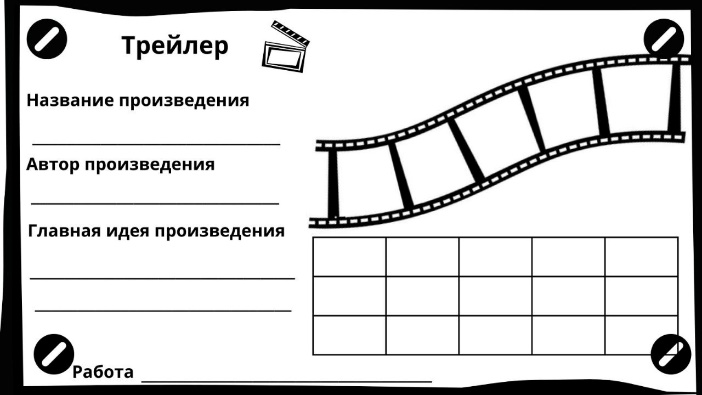 Трейлер
Название произведения
Автор произведения
Главная идея произведения
Работа